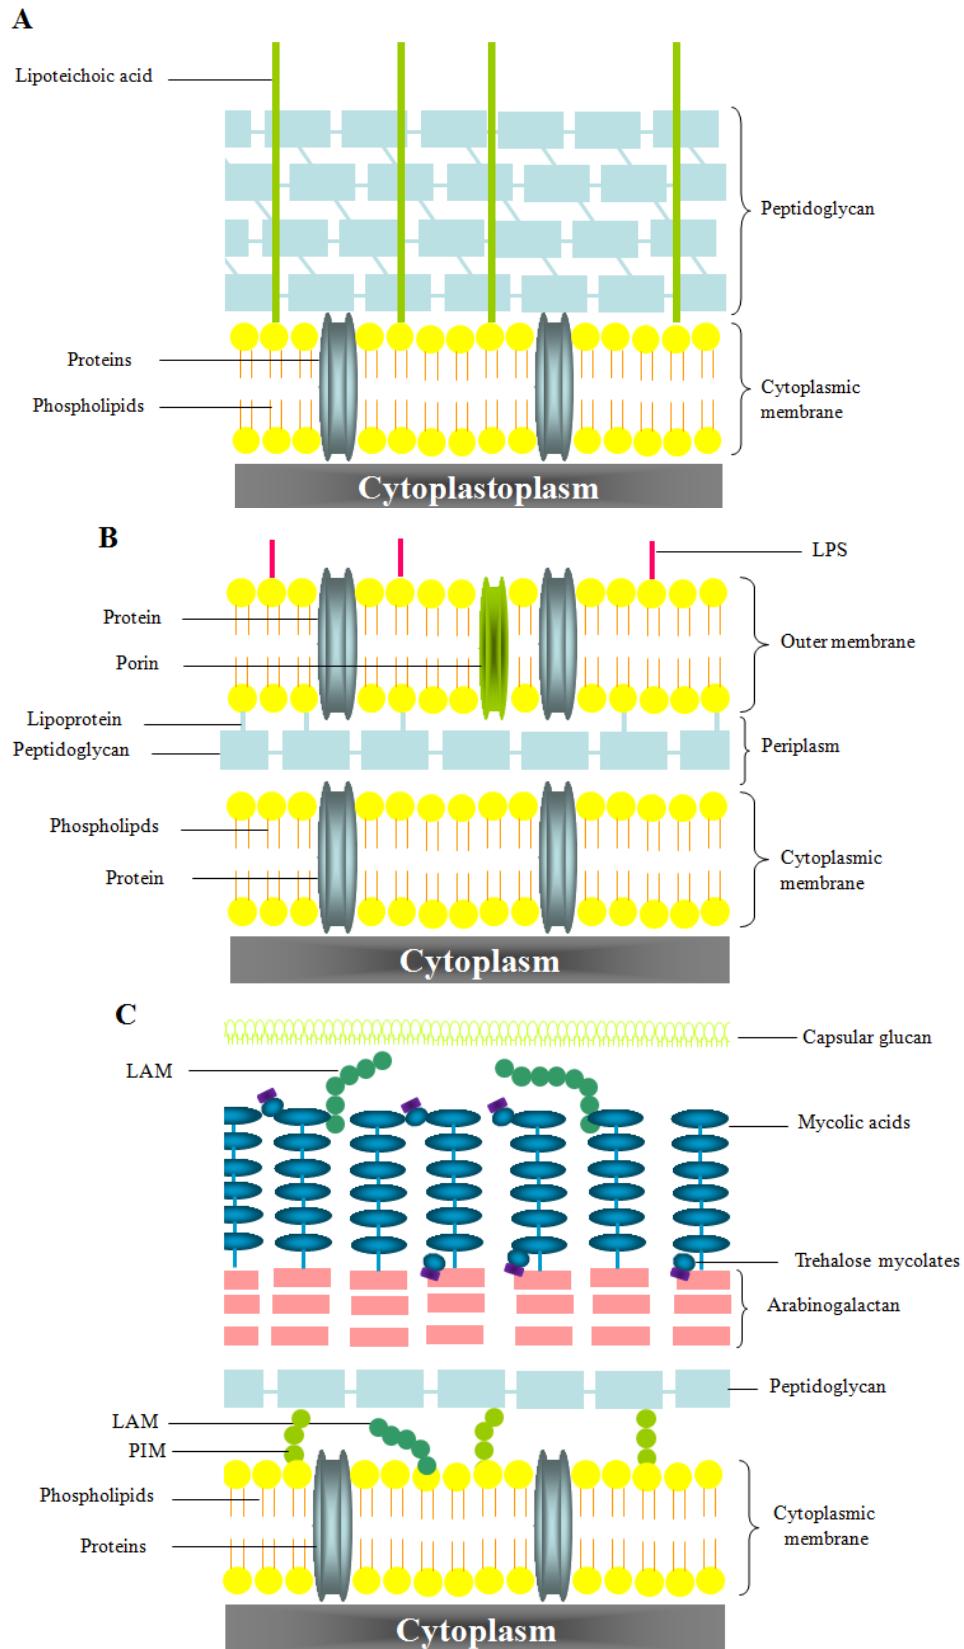 A
Lipoteichoic acid
Peptidoglycan
Proteins
Phospholipids
Cytoplasmic
membrane
Cytoplastoplasm
B
LPS
Protein
Outer membrane
Porin
Lipoprotein
Peptidoglycan
Periplasm
Phospholipds
Cytoplasmic
membrane
Protein
Cytoplasm
C
Capsular glucan
LAM
Mycolic acids
Trehalose mycolates
Arabinogalactan
Peptidoglycan
LAM
PIM
Phospholipids
Cytoplasmic
membrane
Proteins
Cytoplasm